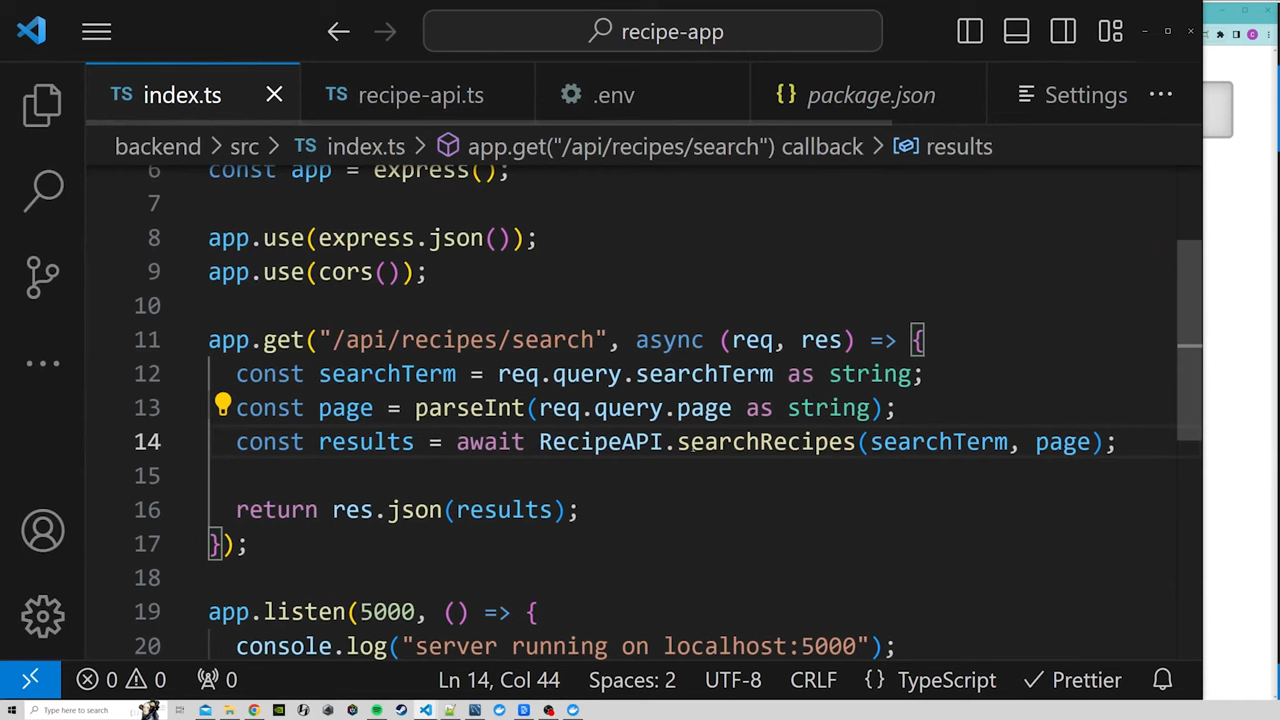 recipe-app
TS index.ts
TS recipe-api.ts
.env
{} package.json
Settings
backend > src > TS index.ts > app.get("/api/recipes/search") callback > results
6 const app = express();
7
8 app.use(express.json());
9 app.use(cors());
10
11 app.get("/api/recipes/search", async (req, res) => {
12 const searchTerm = req.query.searchTerm as string;
13 const page = parseInt(req.query.page as string);
14 const results = await RecipeAPI.searchRecipes(searchTerm, page);
15
16 return res.json(results);
17 });
18
19 app.listen(5000, () => {
20 console.log("server running on localhost:5000");
0 0 0 Ln 14, Col 44 Spaces: 2 UTF-8 CRLF {} TypeScript Prettier
Type here to search